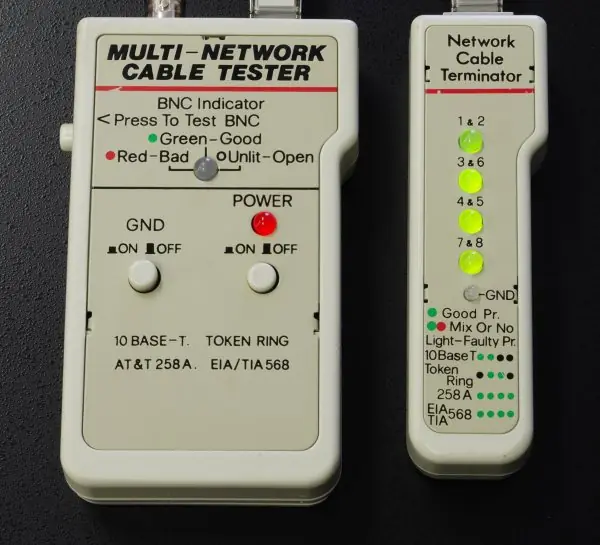 MULTI-NETWORK
CABLE TESTER
BNC Indicator
< Press To Test BNC
Green-Good
Red-Bad
Unlit-Open
POWER
GND
ON OFF
ON OFF
10 BASE-T. TOKEN RING
AT&T 258A. EIA/TIA568
Network
Cable
Terminator
1 & 2
3 & 6
4 & 5
7 & 8
-GND
Good Pr.
Mix Or No
Light-Faulty Pr.
10BaseT
Token
Ring
258A
EIA 568
TIA